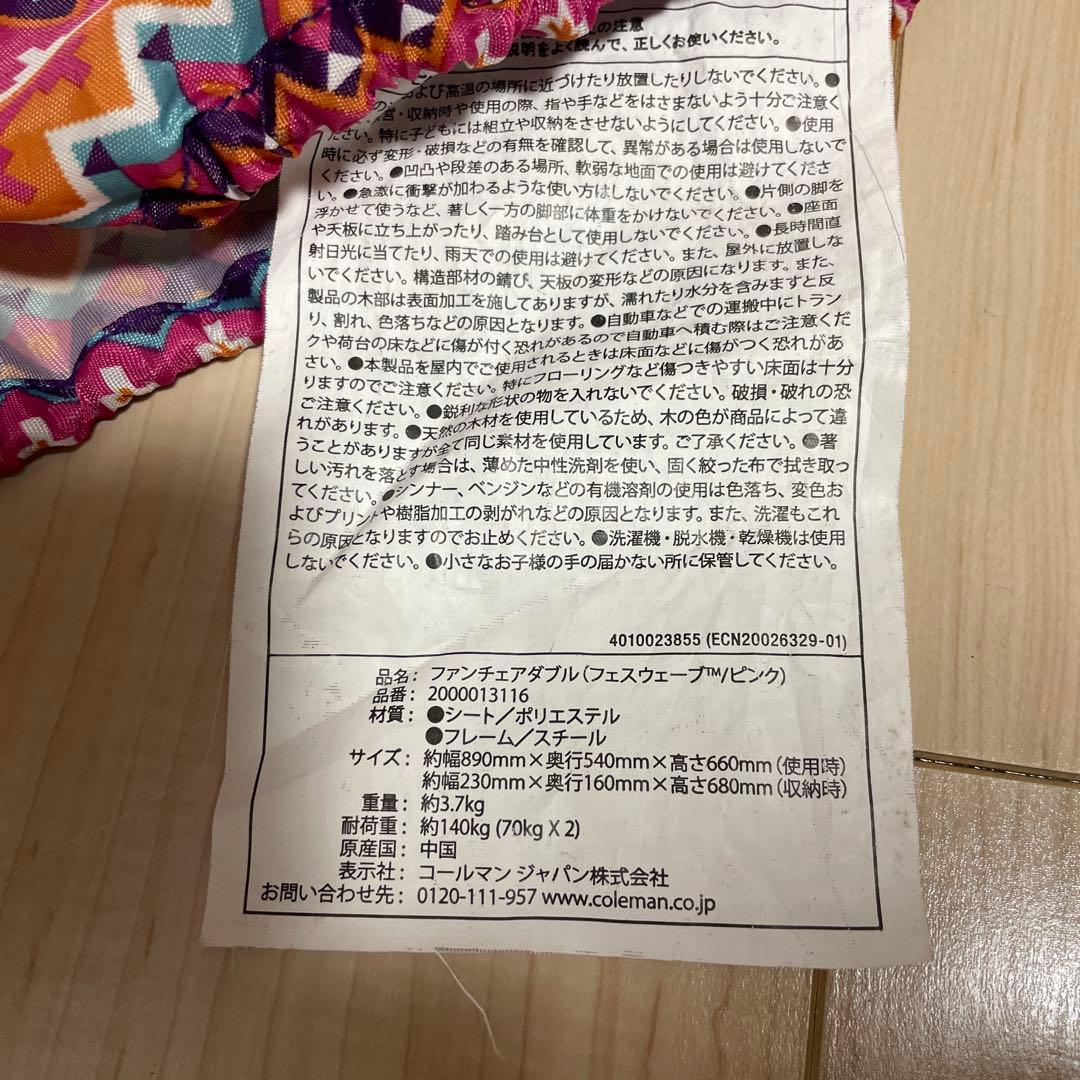 の注意
説明をよく読んで、正しくお使いください。
および高温の場所に近づけたり放置したりしないでください。●
営・収納時や使用の際、指や手などをはさまないよう十分ご注意く
ださい。特に子どもには組立や収納をさせないようにしてください。●使用
時に必ず変形・破損などの有無を確認して、異常がある場合は使用しないで
ください。●凹凸や段差のある場所、軟弱な地面での使用は避けてくださ
い。●急激に衝撃が加わるような使い方はしないでください。●片側の脚を
浮かせて使うなど、著しく一方の脚部に体重をかけないでください。●座面
や天板に立ち上がったり、踏み台として使用しないでください。●長時間直
射日光に当てたり、雨天での使用は避けてください。また、屋外に放置しな
いでください。構造部材の錆び、天板の変形などの原因になります。また、
製品の木部は表面加工を施してありますが、濡れたり水分を含みますと反
り、割れ、色落ちなどの原因となります。●自動車などでの運搬中にトラン
クや荷台の床などに傷が付く恐れがあるので自動車へ積む際はご注意くだ
さい。●本製品を屋内でご使用されるときは床面などに傷がつく恐れがあ
りますのでご注意ください。特にフローリングなど傷つきやすい床面は十分
ご注意ください。●鋭利な形状の物を入れないでください。破損・破れの恐
れがあります。●天然の木材を使用しているため、木の色が商品によって違
うことがありますが全て同じ素材を使用しています。ご了承ください。●著
しい汚れを落とす場合は、薄めた中性洗剤を使い、固く絞った布で拭き取っ
てください。●シンナー、ベンジンなどの有機溶剤の使用は色落ち、変色お
よびプリントや樹脂加工の剥がれなどの原因となります。また、洗濯もこれ
らの原因となりますのでお止めください。●洗濯機・脱水機・乾燥機は使用
しないでください。●小さなお子様の手の届かない所に保管してください。
4010023855 (ECN20026329-01)
品名： ファンチェアダブル（フェスウェーブ™/ピンク）
品番： 2000013116
材質： ●シート／ポリエステル
●フレーム／スチール
サイズ： 約幅890mm×奥行540mm×高さ660mm（使用時）
約幅230mm×奥行160mm×高さ680mm（収納時）
重量： 約3.7kg
耐荷重： 約140kg (70kg X 2)
原産国： 中国
表示社： コールマン ジャパン株式会社
お問い合わせ先： 0120-111-957 www.coleman.co.jp